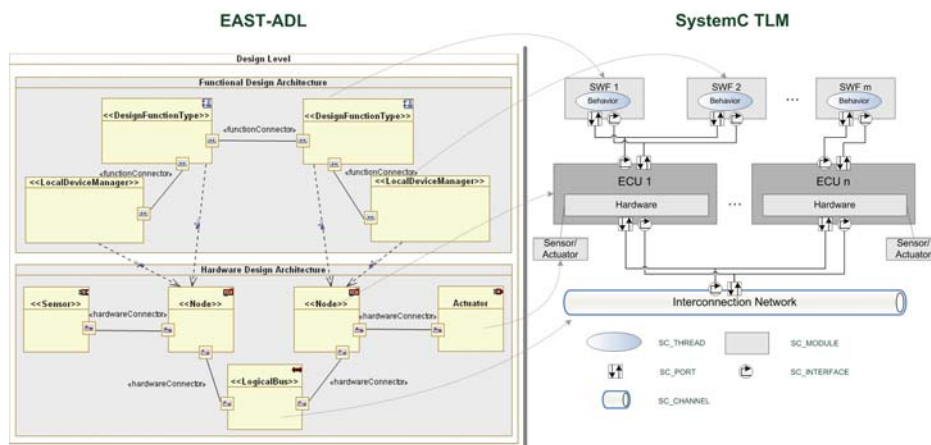 EAST-ADL
Design Level
Functional Design Architecture
<<DesignFunctionType>>
<<DesignFunctionType>>
«functionConnector»
«functionConnector»
«functionConnector»
<<LocalDeviceManager>>
<<LocalDeviceManager>>
Hardware Design Architecture
<<Sensor>>
<<Node>>
<<Node>>
Actuator
«hardwareConnector»
«hardwareConnector»
«hardwareConnector»
«hardwareConnector»
<<LogicalBus>>
SystemC TLM
SWF 1
SWF 2
SWF m
Behavior
Behavior
Behavior
...
ECU 1
ECU n
Hardware
Hardware
...
Sensor/
Actuator
Sensor/
Actuator
Interconnection Network
SC_THREAD
SC_MODULE
SC_PORT
SC_INTERFACE
SC_CHANNEL